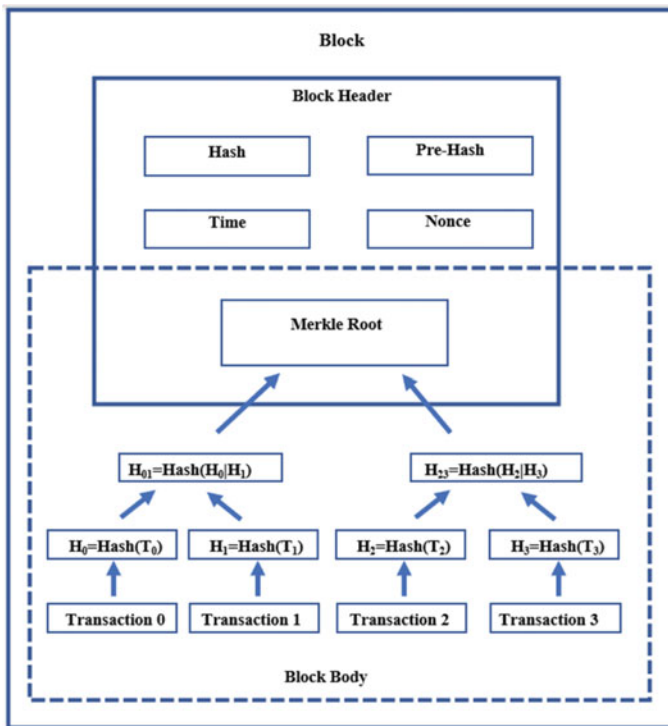 Block
Block Header
Hash
Pre-Hash
Time
Nonce
Merkle Root
H₀₁=Hash(H₀|H₁)
H₂₃=Hash(H₂|H₃)
H₀=Hash(T₀)
H₁=Hash(T₁)
H₂=Hash(T₂)
H₃=Hash(T₃)
Transaction 0
Transaction 1
Transaction 2
Transaction 3
Block Body